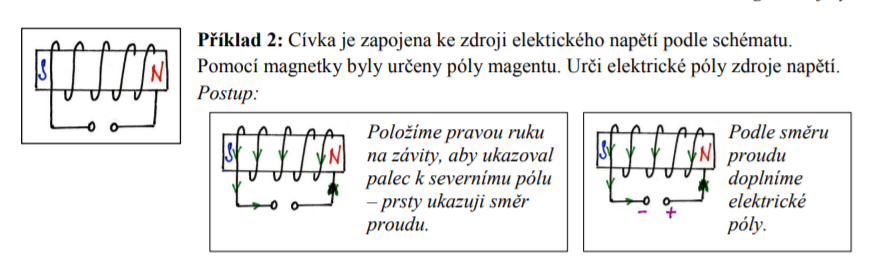 Příklad 2: Cívka je zapojena ke zdroji elektického napětí podle schématu.
Pomocí magnetky byly určeny póly magentu. Urči elektrické póly zdroje napětí.
Postup:
S N
S N
Položíme pravou ruku
na závity, aby ukazoval
palec k severnímu pólu
– prsty ukazuji směr
proudu.
S N
- +
Podle směru
proudu
doplníme
elektrické
póly.